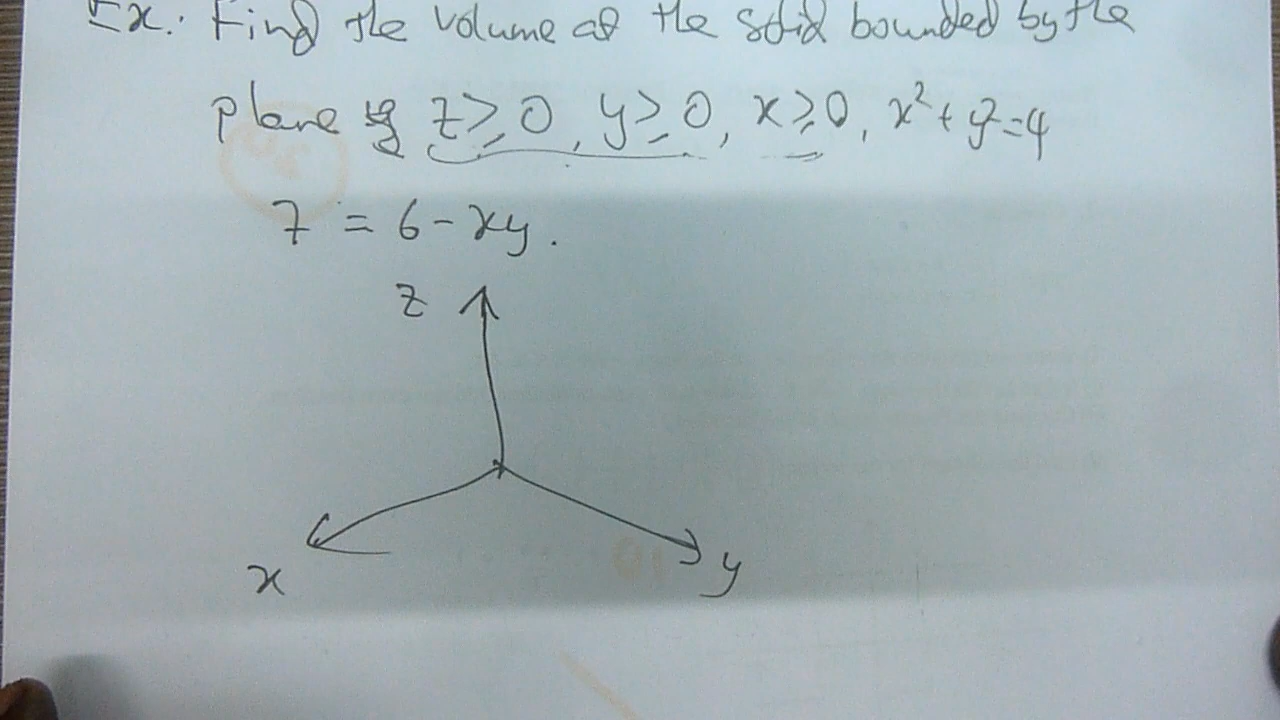 Ex. Find the volume of the solid bounded by the
plane z ≥ 0, y ≥ 0, x ≥ 0, x² + y² = 4
z = 6 - xy.
z
x
y